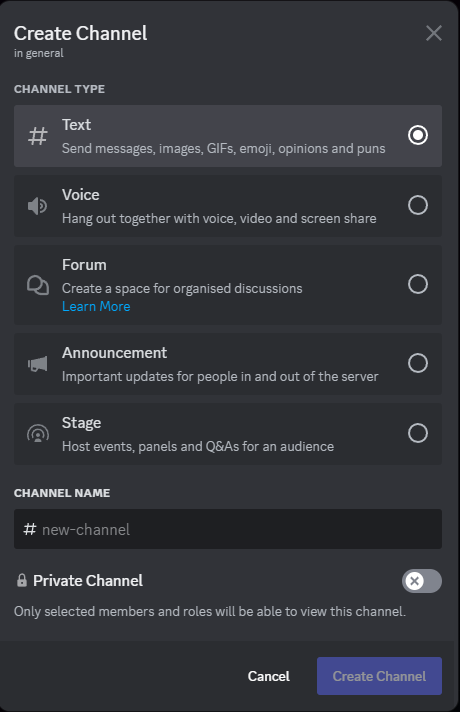 Create Channel
in general
CHANNEL TYPE
Text
Send messages, images, GIFs, emoji, opinions and puns
Voice
Hang out together with voice, video and screen share
Forum
Create a space for organised discussions
Learn More
Announcement
Important updates for people in and out of the server
Stage
Host events, panels and Q&As for an audience
CHANNEL NAME
# new-channel
Private Channel
Only selected members and roles will be able to view this channel.
Cancel Create Channel